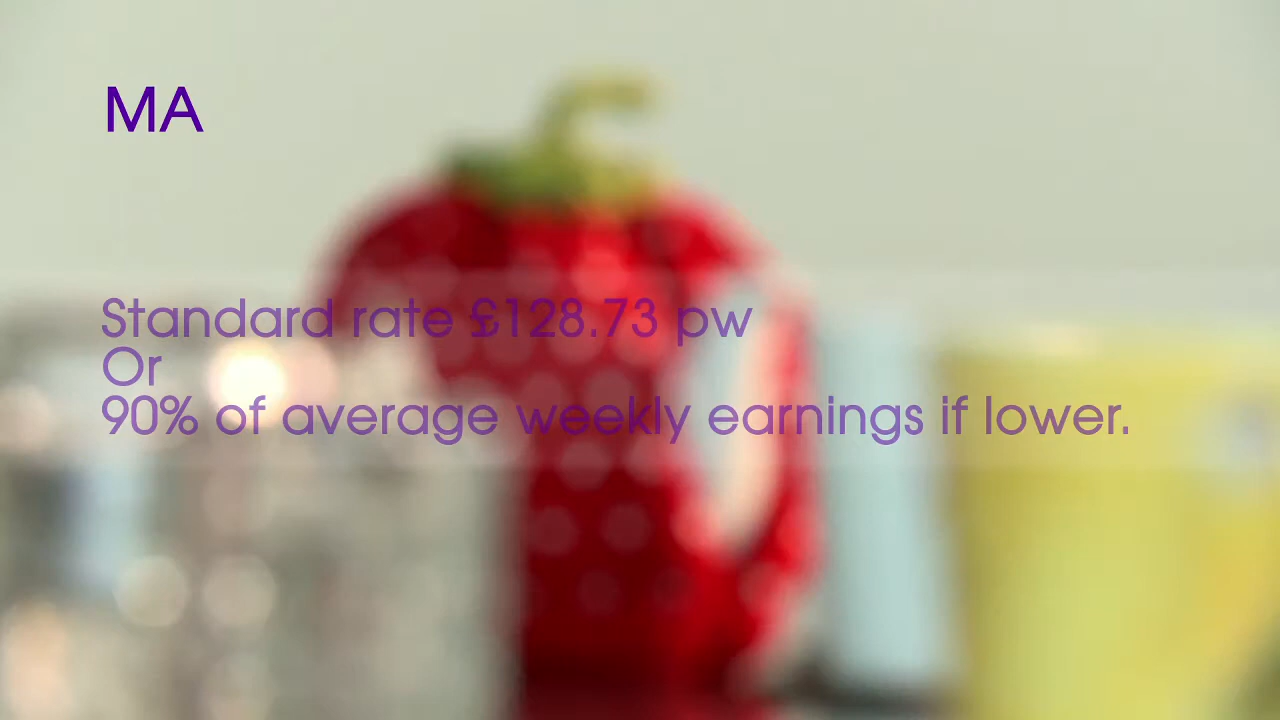 MA
Standard rate £128.73 pw
Or
90% of average weekly earnings if lower.